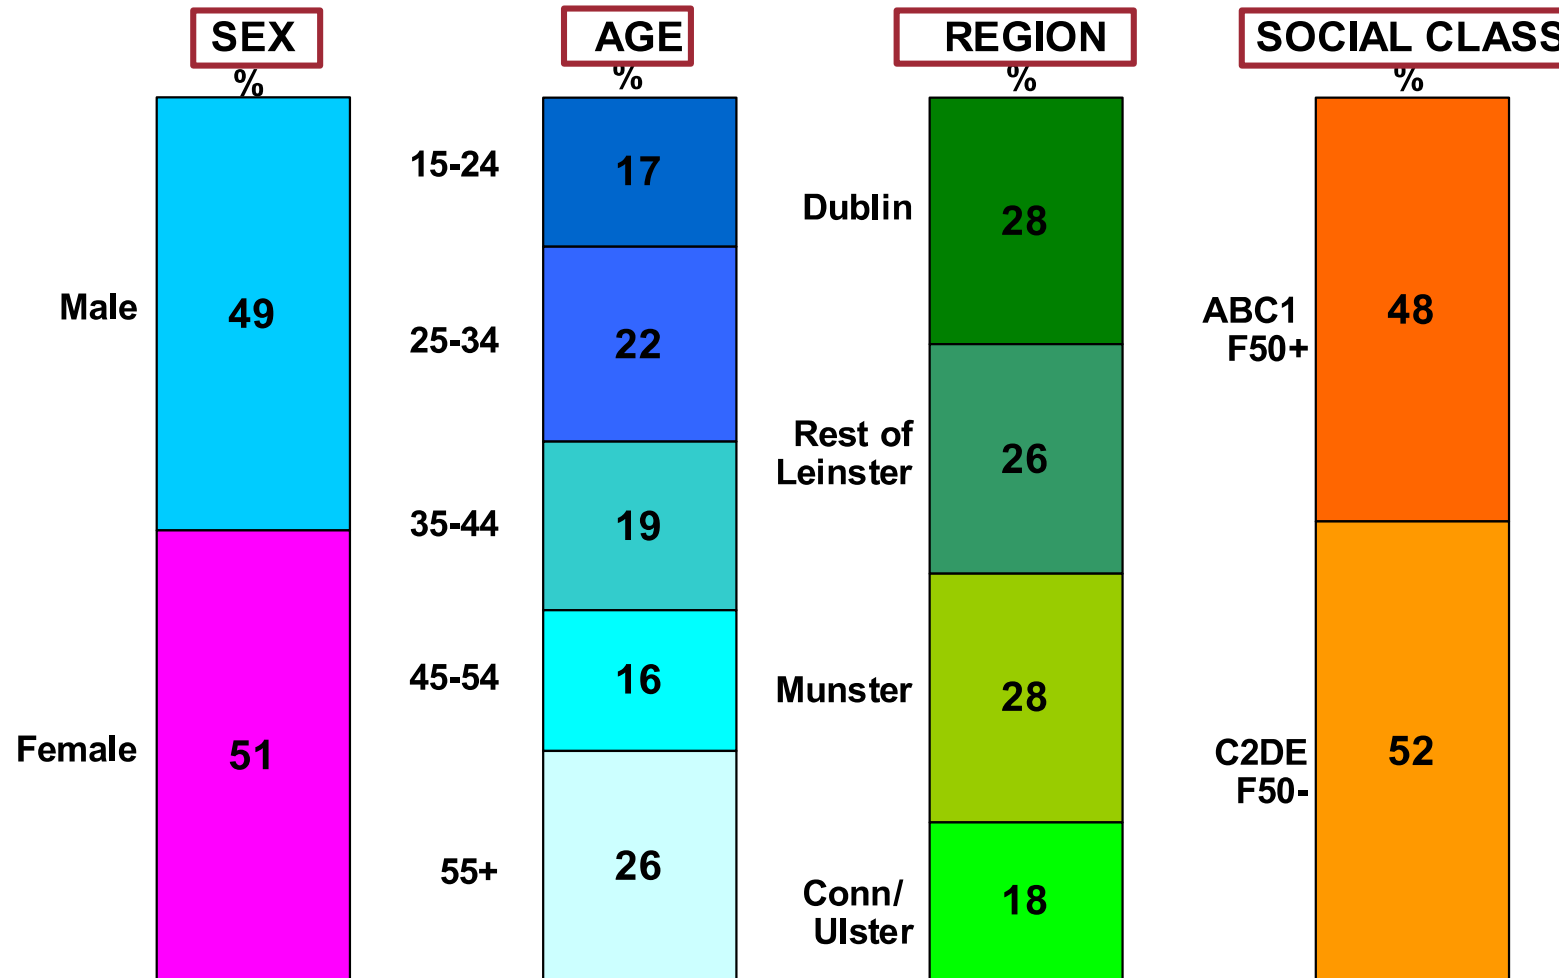 SEX
%
Male
49
Female
51
AGE
%
15-24
17
25-34
22
35-44
19
45-54
16
55+
26
REGION
%
Dublin
28
Rest of
Leinster
26
Munster
28
Conn/
Ulster
18
SOCIAL CLASS
%
ABC1
F50+
48
C2DE
F50-
52